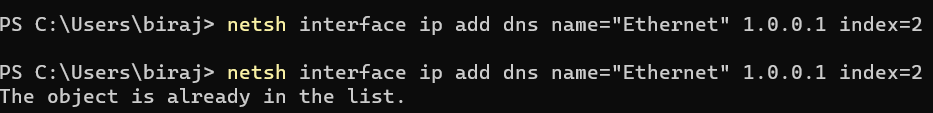 PS C:\Users\biraj> netsh interface ip add dns name="Ethernet" 1.0.0.1 index=2
PS C:\Users\biraj> netsh interface ip add dns name="Ethernet" 1.0.0.1 index=2
The object is already in the list.